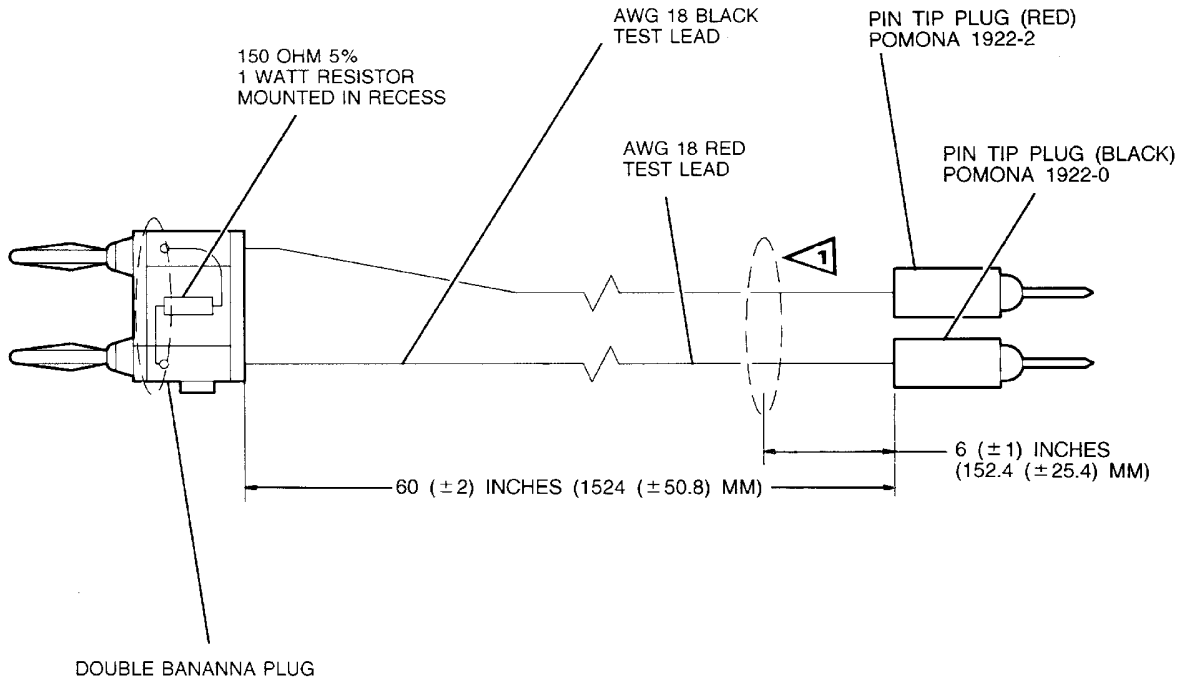 AWG 18 BLACK
TEST LEAD
PIN TIP PLUG (RED)
POMONA 1922-2
150 OHM 5%
1 WATT RESISTOR
MOUNTED IN RECESS
AWG 18 RED
TEST LEAD
PIN TIP PLUG (BLACK)
POMONA 1922-0
1
6 (±1) INCHES
(152.4 (±25.4) MM)
60 (±2) INCHES (1524 (±50.8) MM)
DOUBLE BANANNA PLUG